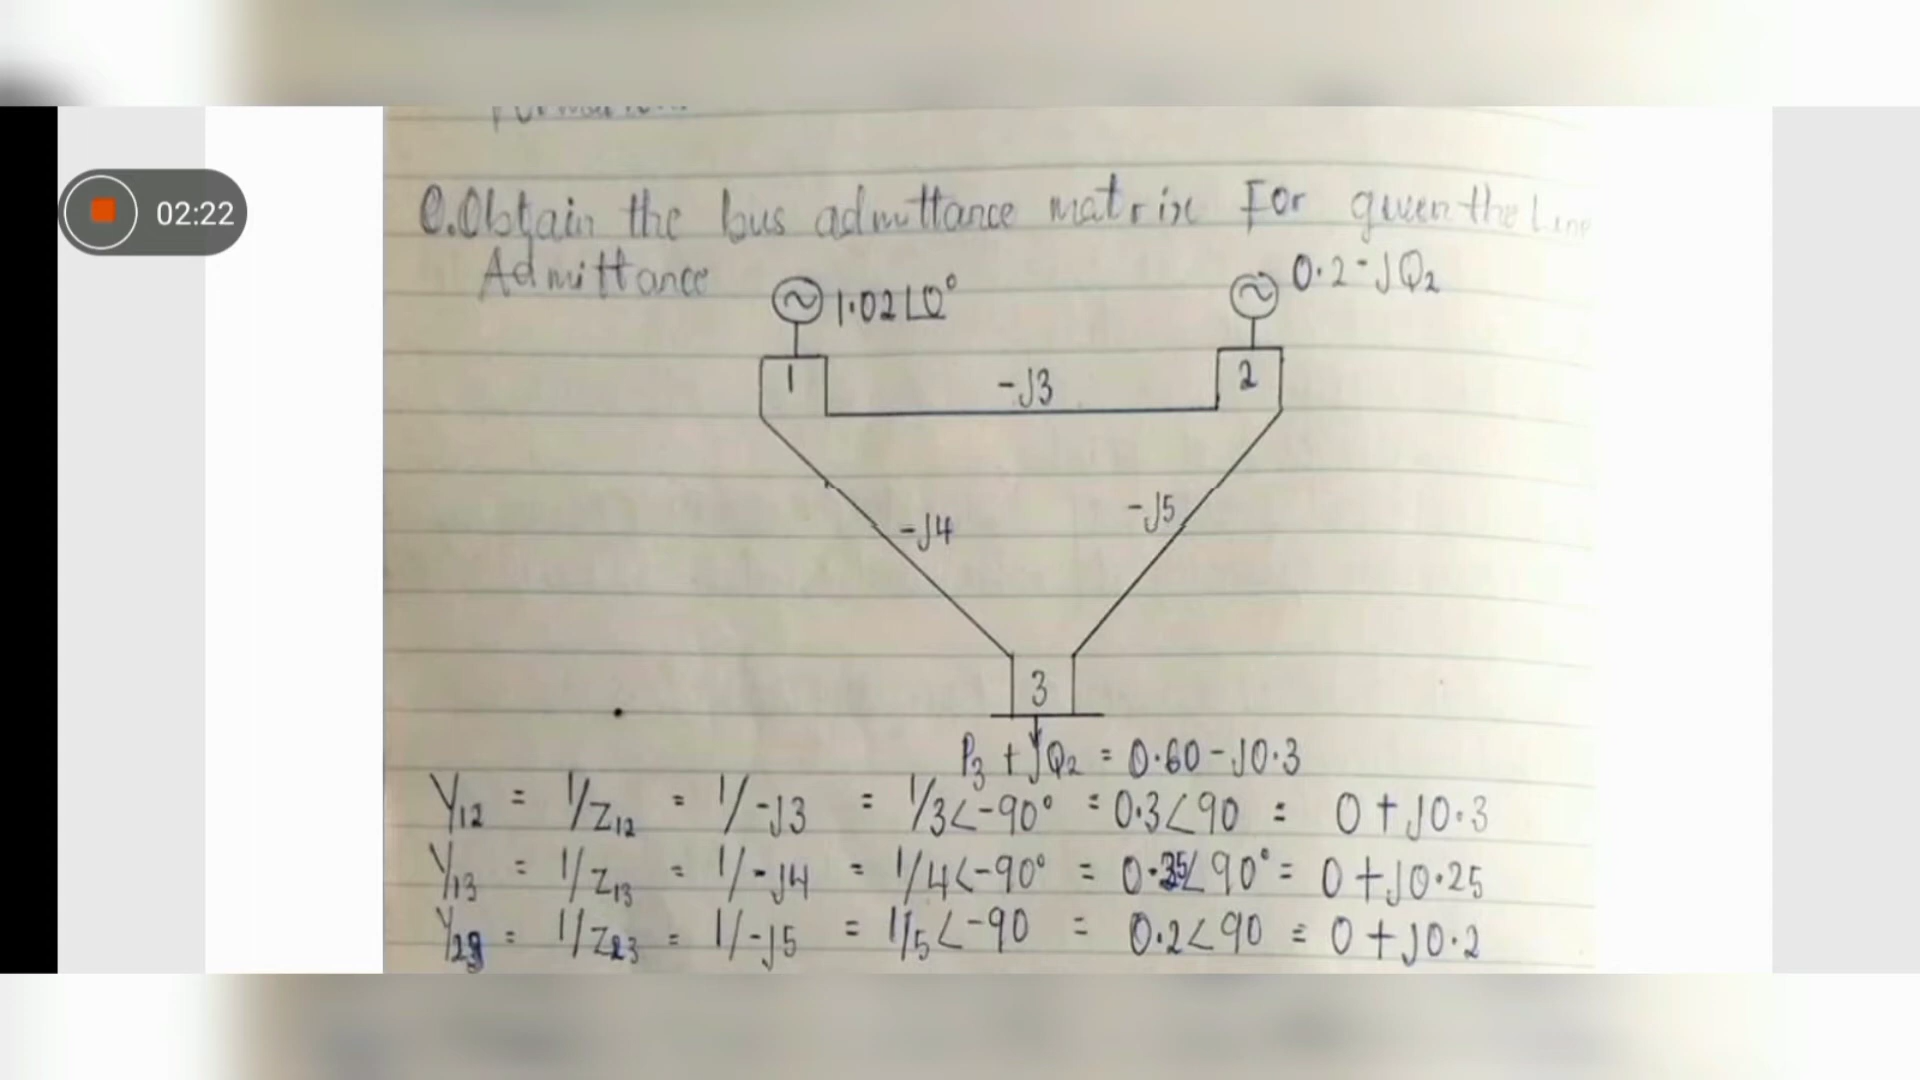 02:22
Q.Obtain the bus admittance matrix For given the Line
Admittance
1.02∠0°
0.2-JQ2
1
-J3
2
-J4
-J5
3
P3 + JQ2 = 0.60-J0.3
Y12 = 1/Z12 = 1/-J3 = 1/3<-90° = 0.3<90 = 0+J0.3
Y13 = 1/Z13 = 1/-J4 = 1/4<-90° = 0.25<90° = 0+J0.25
Y23 = 1/Z23 = 1/-J5 = 1/5<-90 = 0.2<90 = 0+J0.2